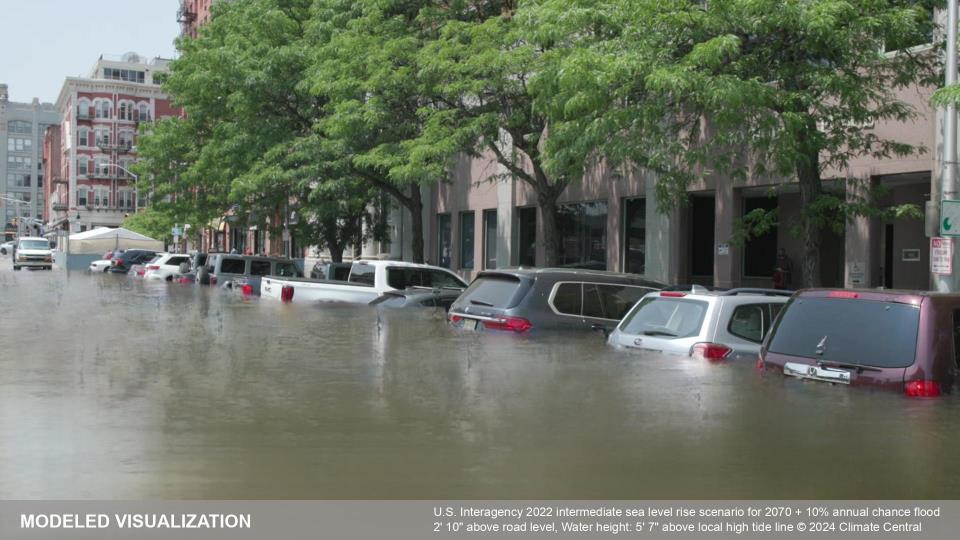 MODELED VISUALIZATION
U.S. Interagency 2022 intermediate sea level rise scenario for 2070 + 10% annual chance flood
2' 10" above road level, Water height: 5' 7" above local high tide line © 2024 Climate Central